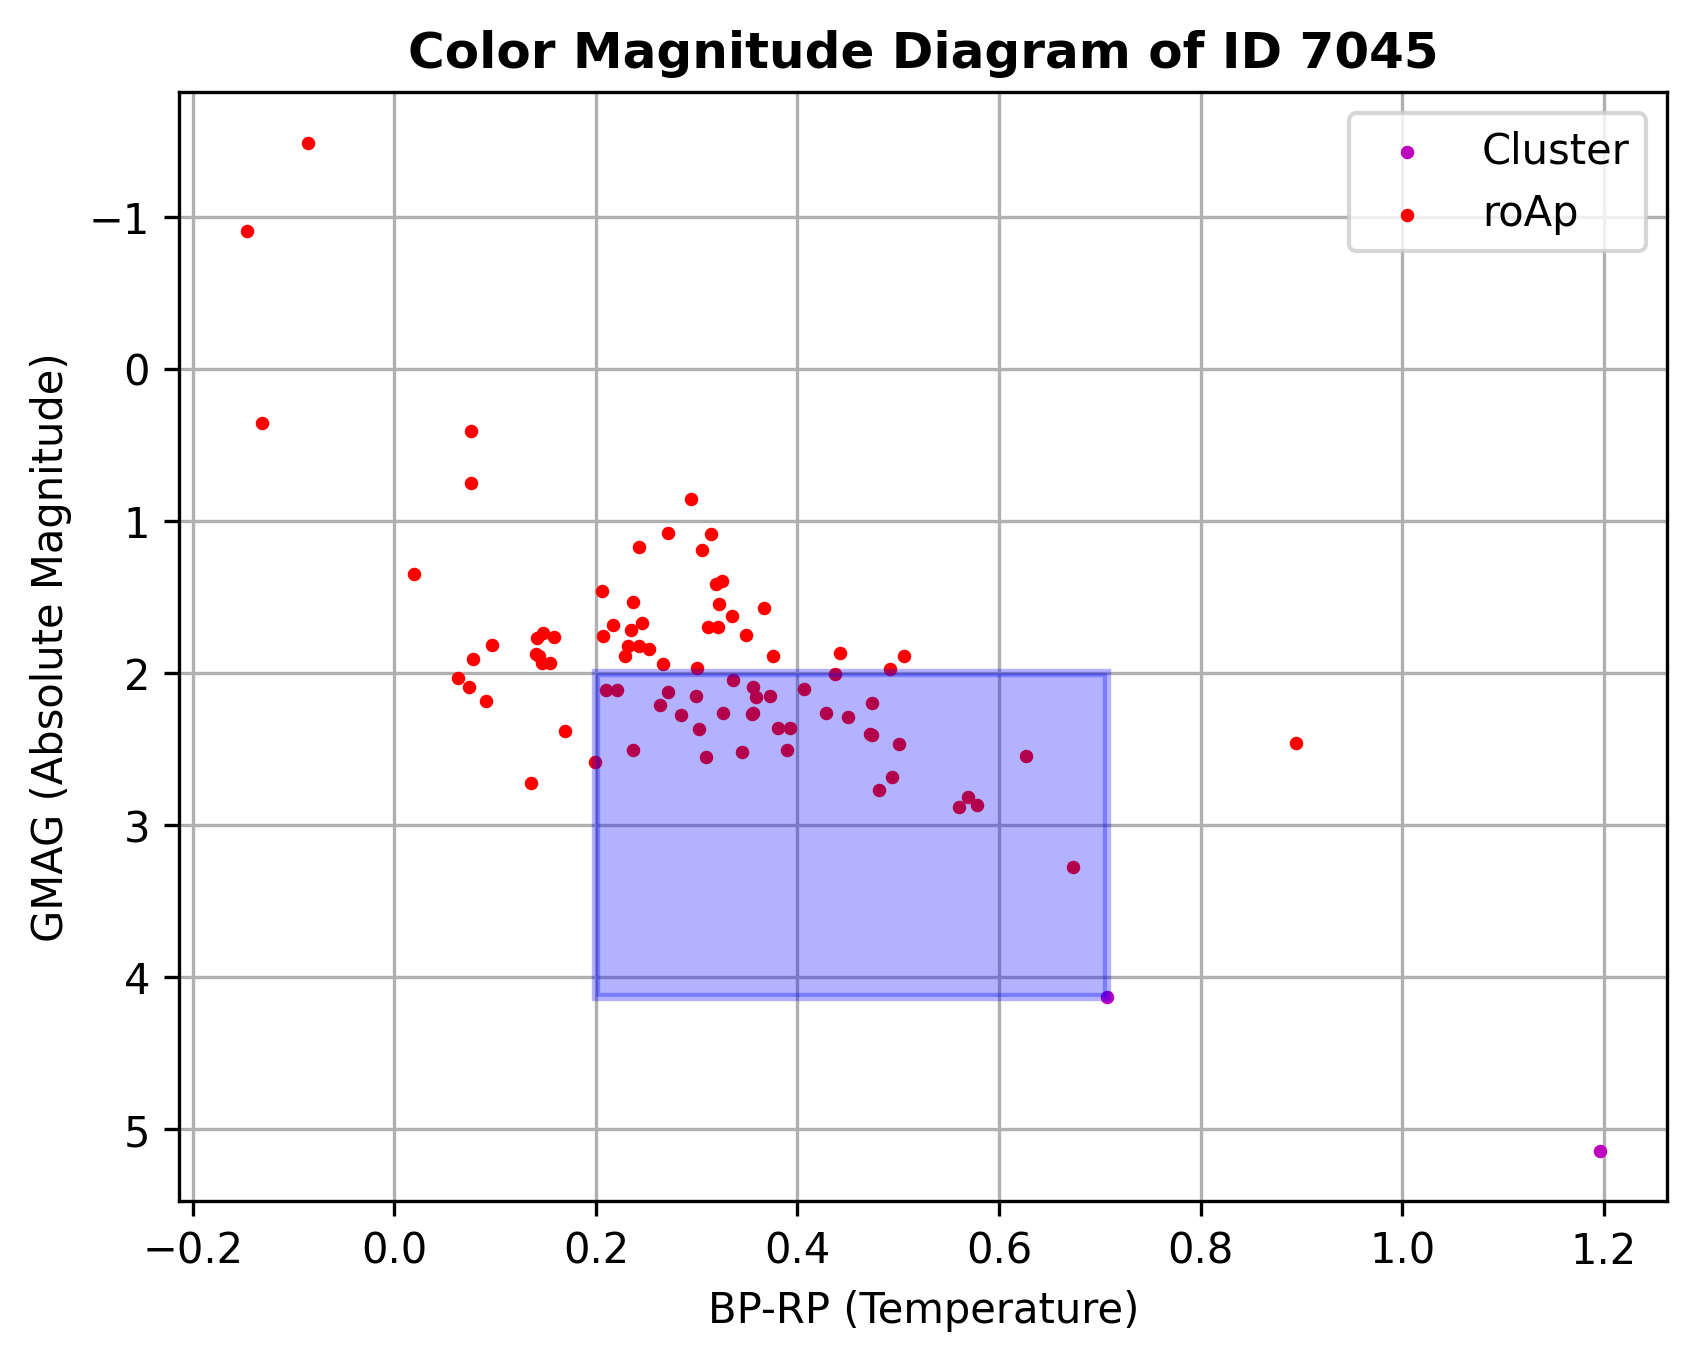 Color Magnitude Diagram of ID 7045
Cluster
roAp
−1
0
1
2
3
4
5
GMAG (Absolute Magnitude)
−0.2 0.0 0.2 0.4 0.6 0.8 1.0 1.2
BP-RP (Temperature)